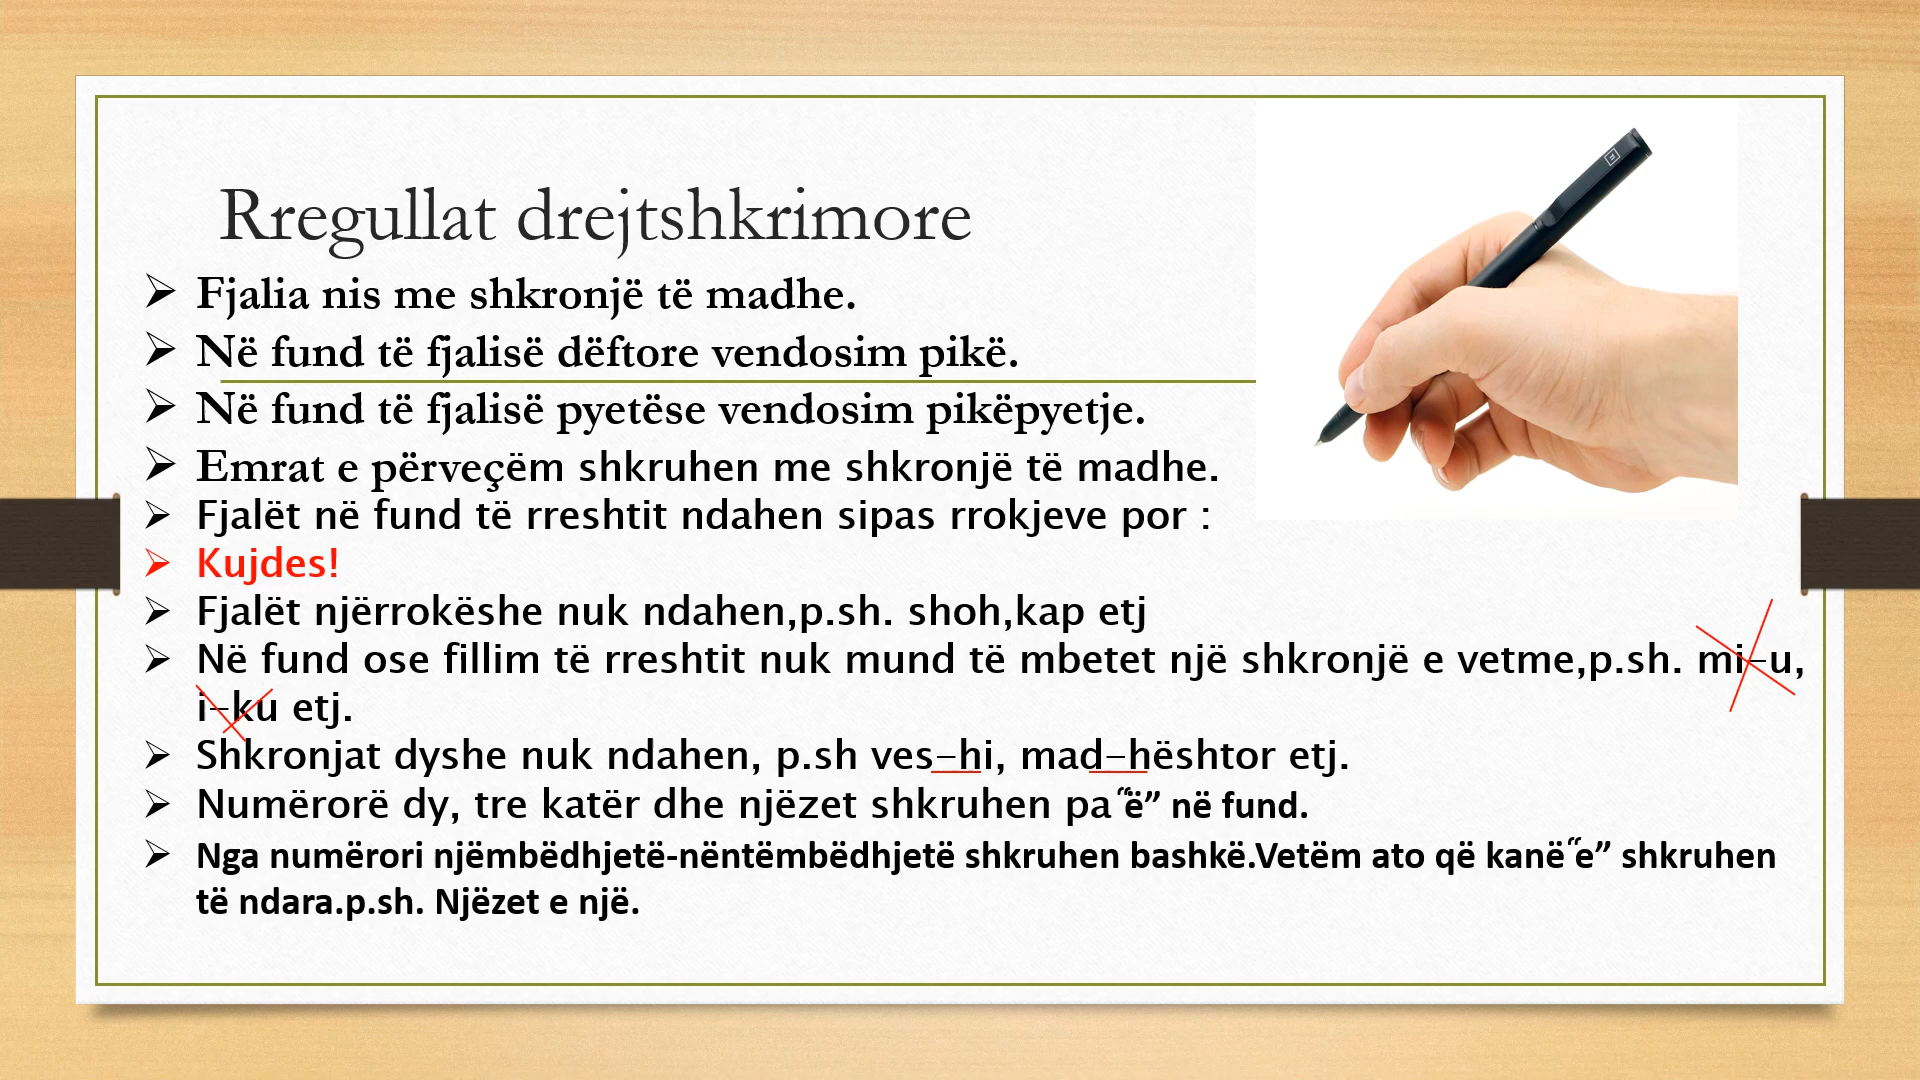 Rregullat drejtshkrimore
Fjalia nis me shkronjë të madhe.
Në fund të fjalisë dëftore vendosim pikë.
Në fund të fjalisë pyetëse vendosim pikëpyetje.
Emrat e përveçëm shkruhen me shkronjë të madhe.
Fjalët në fund të rreshtit ndahen sipas rrokjeve por :
Kujdes!
Fjalët njërrokëshe nuk ndahen,p.sh. shoh,kap etj
Në fund ose fillim të rreshtit nuk mund të mbetet një shkronjë e vetme,p.sh. mi-u,
i-ku etj.
Shkronjat dyshe nuk ndahen, p.sh ves-hi, mad-hështor etj.
Numërorë dy, tre katër dhe njëzet shkruhen pa ‟ë” në fund.
Nga numërori njëmbëdhjetë-nëntëmbëdhjetë shkruhen bashkë.Vetëm ato që kanë ‟e” shkruhen
të ndara.p.sh. Njëzet e një.